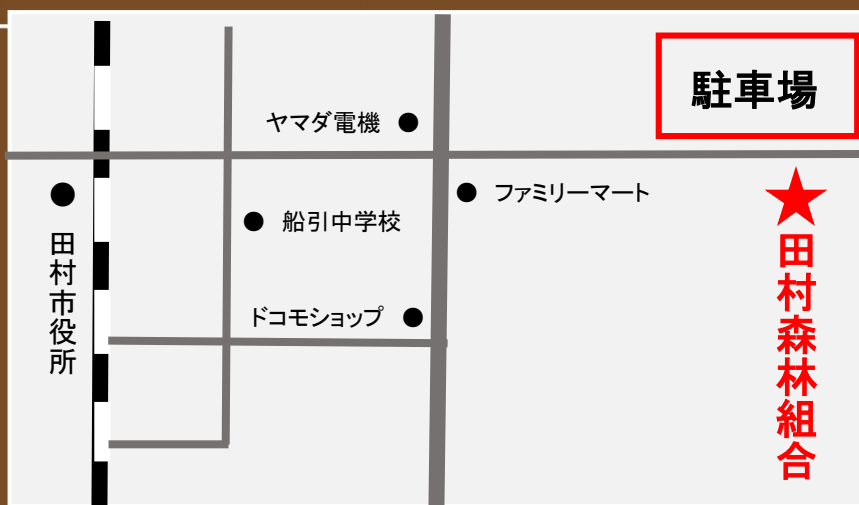 駐車場
ヤマダ電機
ファミリーマート
船引中学校
田村市役所
ドコモショップ
田村森林組合